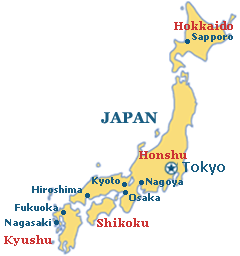 Hokkaido
Sapporo
JAPAN
Honshu
Tokyo
Kyoto
Nagoya
Hiroshima
Osaka
Fukuoka
Nagasaki
Shikoku
Kyushu